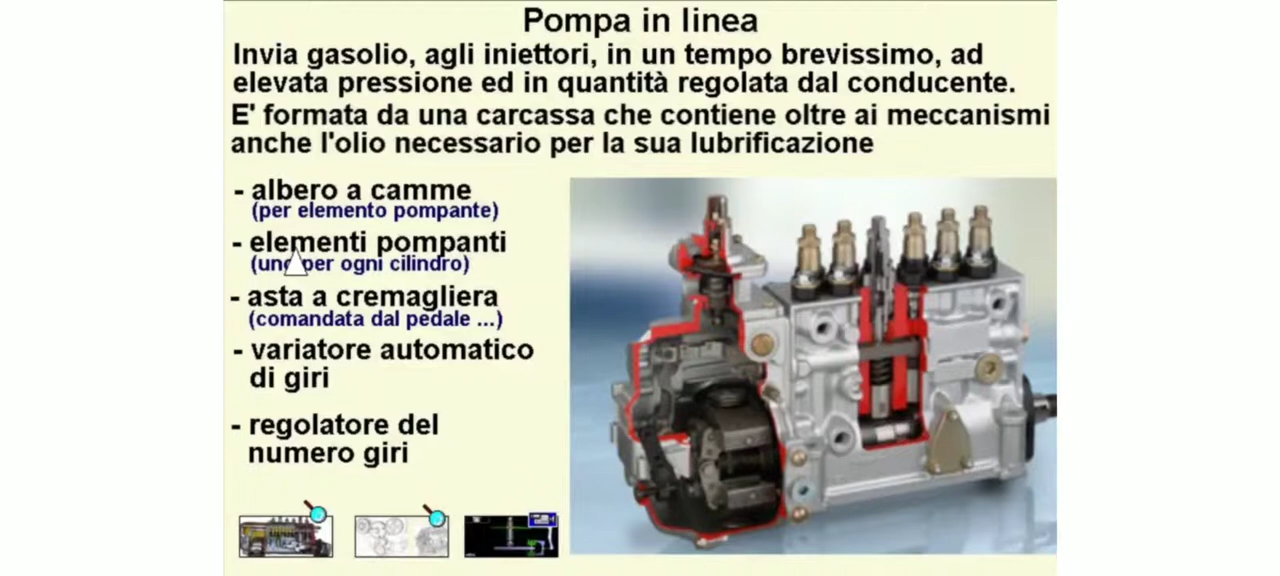 Pompa in linea
Invia gasolio, agli iniettori, in un tempo brevissimo, ad
elevata pressione ed in quantità regolata dal conducente.
E' formata da una carcassa che contiene oltre ai meccanismi
anche l'olio necessario per la sua lubrificazione
- albero a camme
(per elemento pompante)
- elementi pompanti
(uno per ogni cilindro)
- asta a cremagliera
(comandata dal pedale ...)
- variatore automatico
di giri
- regolatore del
numero giri